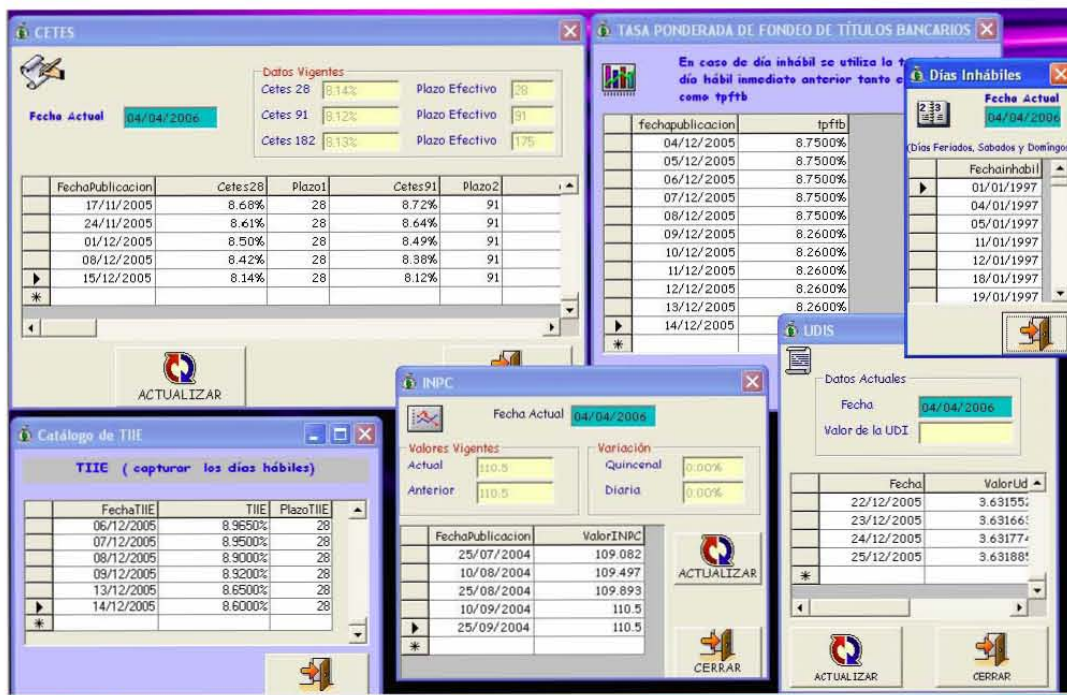 CETES
Datos Vigentes
Fecha Actual 04/04/2006
Cetes 28 8.14% Plazo Efectivo 28
Cetes 91 8.12% Plazo Efectivo 91
Cetes 182 8.13% Plazo Efectivo 175
FechaPublicacion Cetes28 Plazo1 Cetes91 Plazo2
17/11/2005 8.68% 28 8.72% 91
24/11/2005 8.61% 28 8.64% 91
01/12/2005 8.50% 28 8.49% 91
08/12/2005 8.42% 28 8.38% 91
15/12/2005 8.14% 28 8.12% 91
*
ACTUALIZAR
TASA PONDERADA DE FONDEO DE TÍTULOS BANCARIOS
En caso de día inhábil se utiliza la
día hábil inmediato anterior tanto
como tpftb
fechapublicacion tpftb
04/12/2005 8.7500%
05/12/2005 8.7500%
06/12/2005 8.7500%
07/12/2005 8.7500%
08/12/2005 8.7500%
09/12/2005 8.2600%
10/12/2005 8.2600%
11/12/2005 8.2600%
12/12/2005 8.2600%
13/12/2005 8.2600%
14/12/2005
*
Días Inhábiles
Fecha Actual
04/04/2006
(Días Feriados, Sabados y Domingos
Fechainhabil
01/01/1997
04/01/1997
05/01/1997
11/01/1997
12/01/1997
18/01/1997
19/01/1997
Catálogo de TIIE
TIIE ( capturar los días hábiles)
FechaTIIE TIIE PlazoTIIE
06/12/2005 8.9650% 28
07/12/2005 8.9500% 28
08/12/2005 8.9000% 28
09/12/2005 8.9200% 28
13/12/2005 8.6500% 28
14/12/2005 8.6000% 28
*
INPC
Fecha Actual 04/04/2006
Valores Vigentes
Actual 110.5
Anterior 110.5
Variación
Quincenal 0.00%
Diaria 0.00%
FechaPublicacion ValorINPC
25/07/2004 109.082
10/08/2004 109.497
25/08/2004 109.893
10/09/2004 110.5
25/09/2004 110.5
*
ACTUALIZAR
CERRAR
UDIS
Datos Actuales
Fecha 04/04/2006
Valor de la UDI
Fecha ValorUd
22/12/2005 3.631552
23/12/2005 3.63166
24/12/2005 3.63177
25/12/2005 3.63188
*
ACTUALIZAR
CERRAR